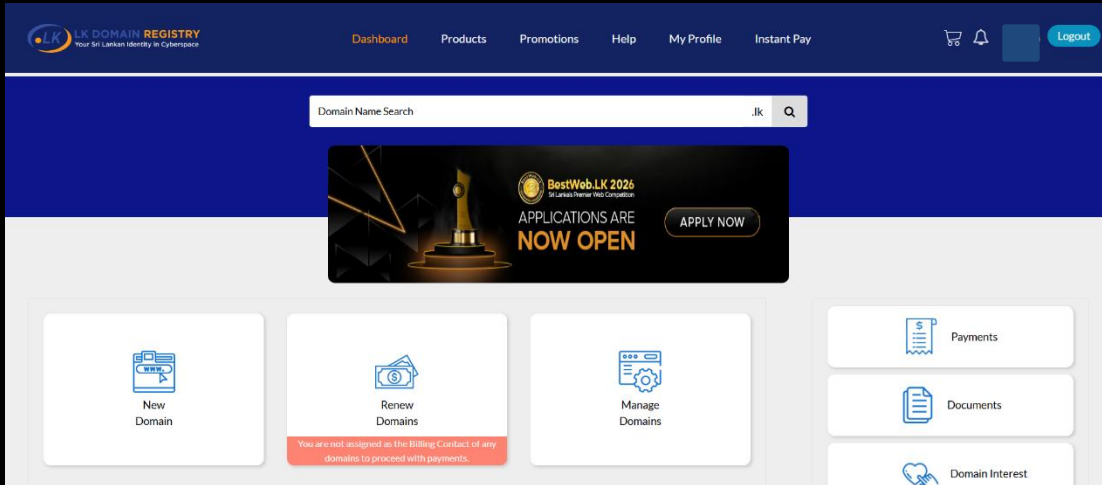 .LK LK DOMAIN REGISTRY
Your Sri Lankan Identity in Cyberspace
Dashboard Products Promotions Help My Profile Instant Pay
Logout
Domain Name Search .lk
BestWeb.LK 2026
Sri Lanka's Premier Web Competition
APPLICATIONS ARE
NOW OPEN
APPLY NOW
WWW.
New
Domain
Renew
Domains
You are not assigned as the Billing Contact of any
domains to proceed with payments.
Manage
Domains
Payments
Documents
Domain Interest